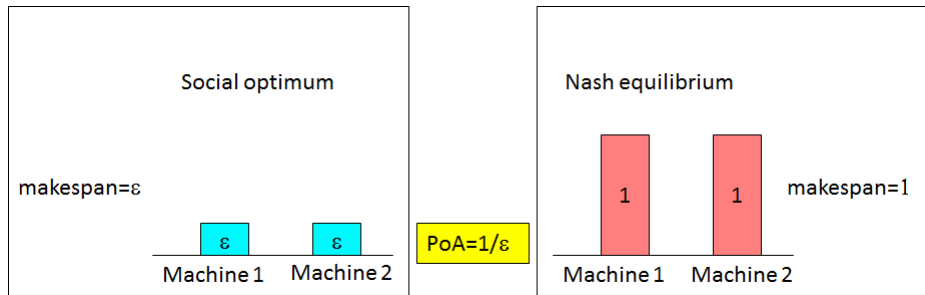 Social optimum
makespan=ε
ε
ε
Machine 1
Machine 2
PoA=1/ε
Nash equilibrium
1
1
makespan=1
Machine 1
Machine 2